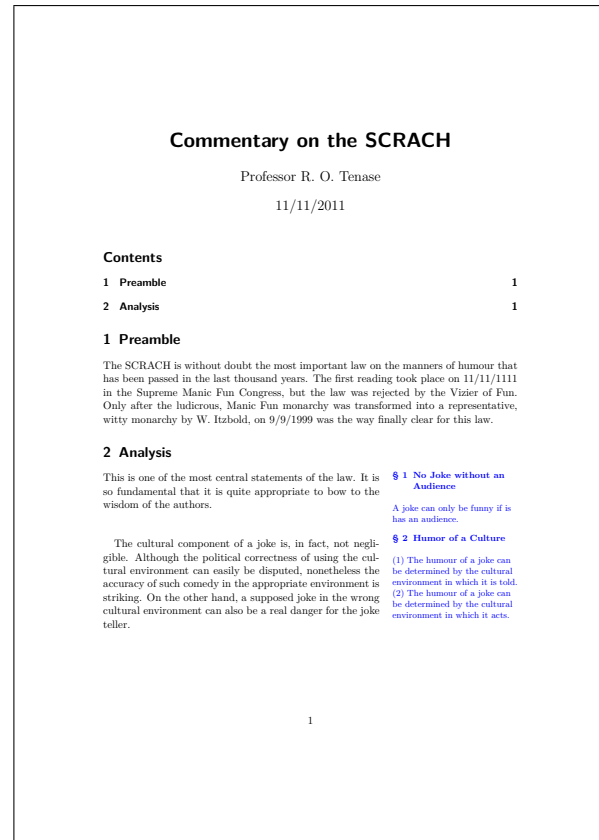 Commentary on the SCRACH
Professor R. O. Tenase
11/11/2011
Contents
1 Preamble 1
2 Analysis 1
1 Preamble
The SCRACH is without doubt the most important law on the manners of humour that
has been passed in the last thousand years. The first reading took place on 11/11/1111
in the Supreme Manic Fun Congress, but the law was rejected by the Vizier of Fun.
Only after the ludicrous, Manic Fun monarchy was transformed into a representative,
witty monarchy by W. Itzbold, on 9/9/1999 was the way finally clear for this law.
2 Analysis
This is one of the most central statements of the law. It is
so fundamental that it is quite appropriate to bow to the
wisdom of the authors.
The cultural component of a joke is, in fact, not negli-
gible. Although the political correctness of using the cul-
tural environment can easily be disputed, nonetheless the
accuracy of such comedy in the appropriate environment is
striking. On the other hand, a supposed joke in the wrong
cultural environment can also be a real danger for the joke
teller.
§ 1 No Joke without an
Audience
A joke can only be funny if is
has an audience.
§ 2 Humor of a Culture
(1) The humour of a joke can
be determined by the cultural
environment in which it is told.
(2) The humour of a joke can
be determined by the cultural
environment in which it acts.
1